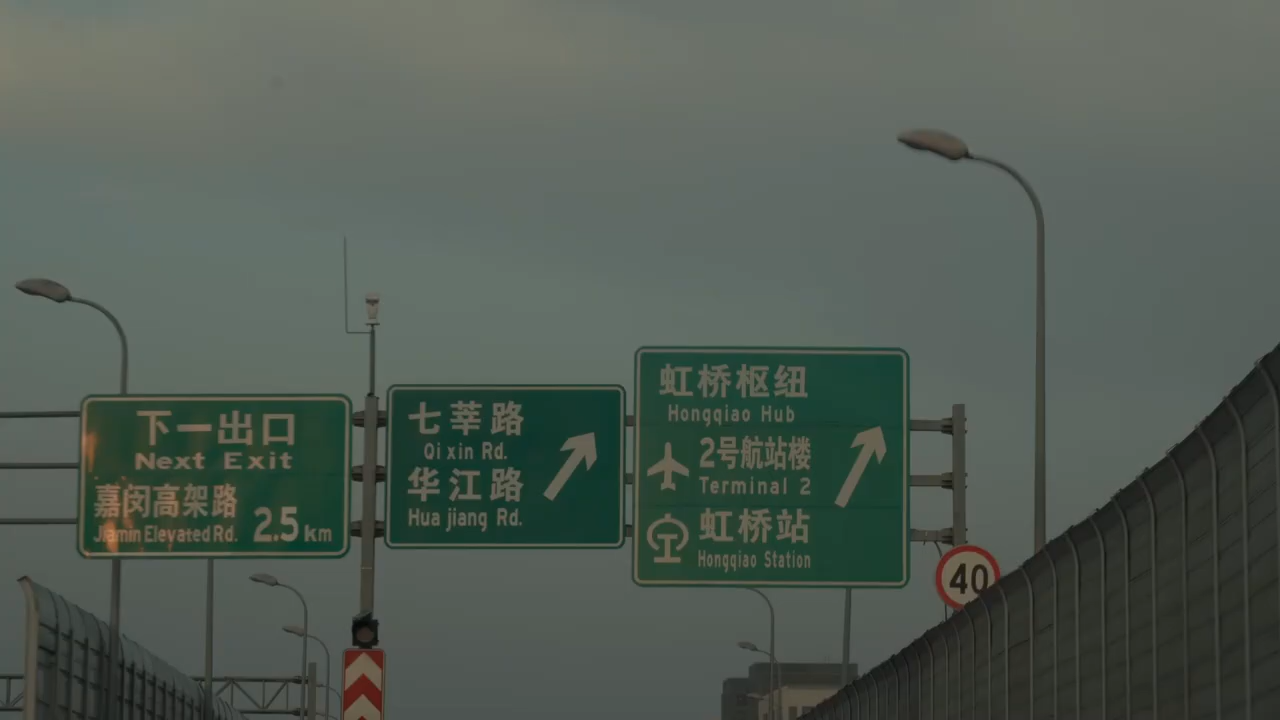 下一出口
Next Exit
嘉闵高架路
Jiamin Elevated Rd.
2.5 km
七莘路
Qi xin Rd.
华江路
Hua jiang Rd.
虹桥枢纽
Hongqiao Hub
2号航站楼
Terminal 2
虹桥站
Hongqiao Station
40